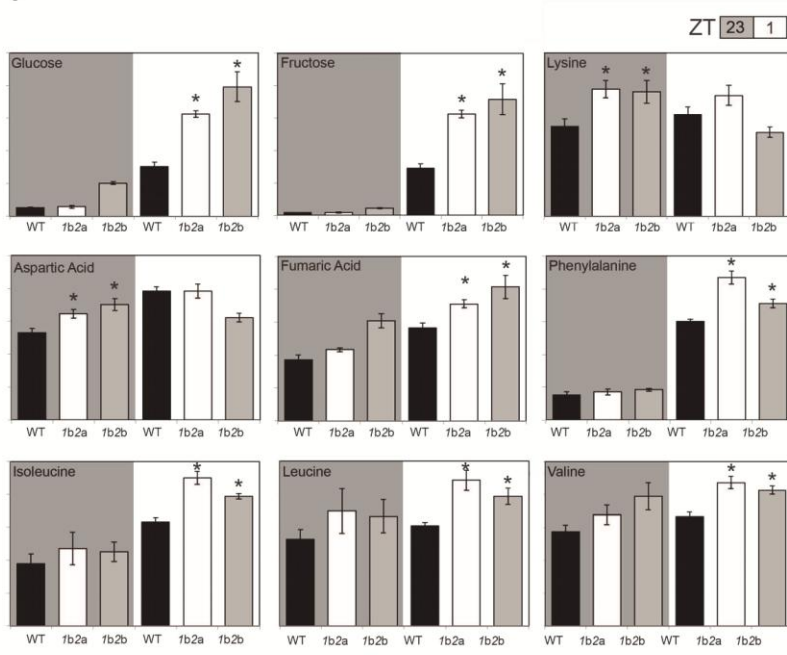 ZT 23 1
Glucose
* *
WT 1b2a 1b2b WT 1b2a 1b2b
Fructose
* *
WT 1b2a 1b2b WT 1b2a 1b2b
Lysine
* *
WT 1b2a 1b2b WT 1b2a 1b2b
Aspartic Acid
* *
WT 1b2a 1b2b WT 1b2a 1b2b
Fumaric Acid
* *
WT 1b2a 1b2b WT 1b2a 1b2b
Phenylalanine
* *
WT 1b2a 1b2b WT 1b2a 1b2b
Isoleucine
* *
WT 1b2a 1b2b WT 1b2a 1b2b
Leucine
* *
WT 1b2a 1b2b WT 1b2a 1b2b
Valine
* *
WT 1b2a 1b2b WT 1b2a 1b2b